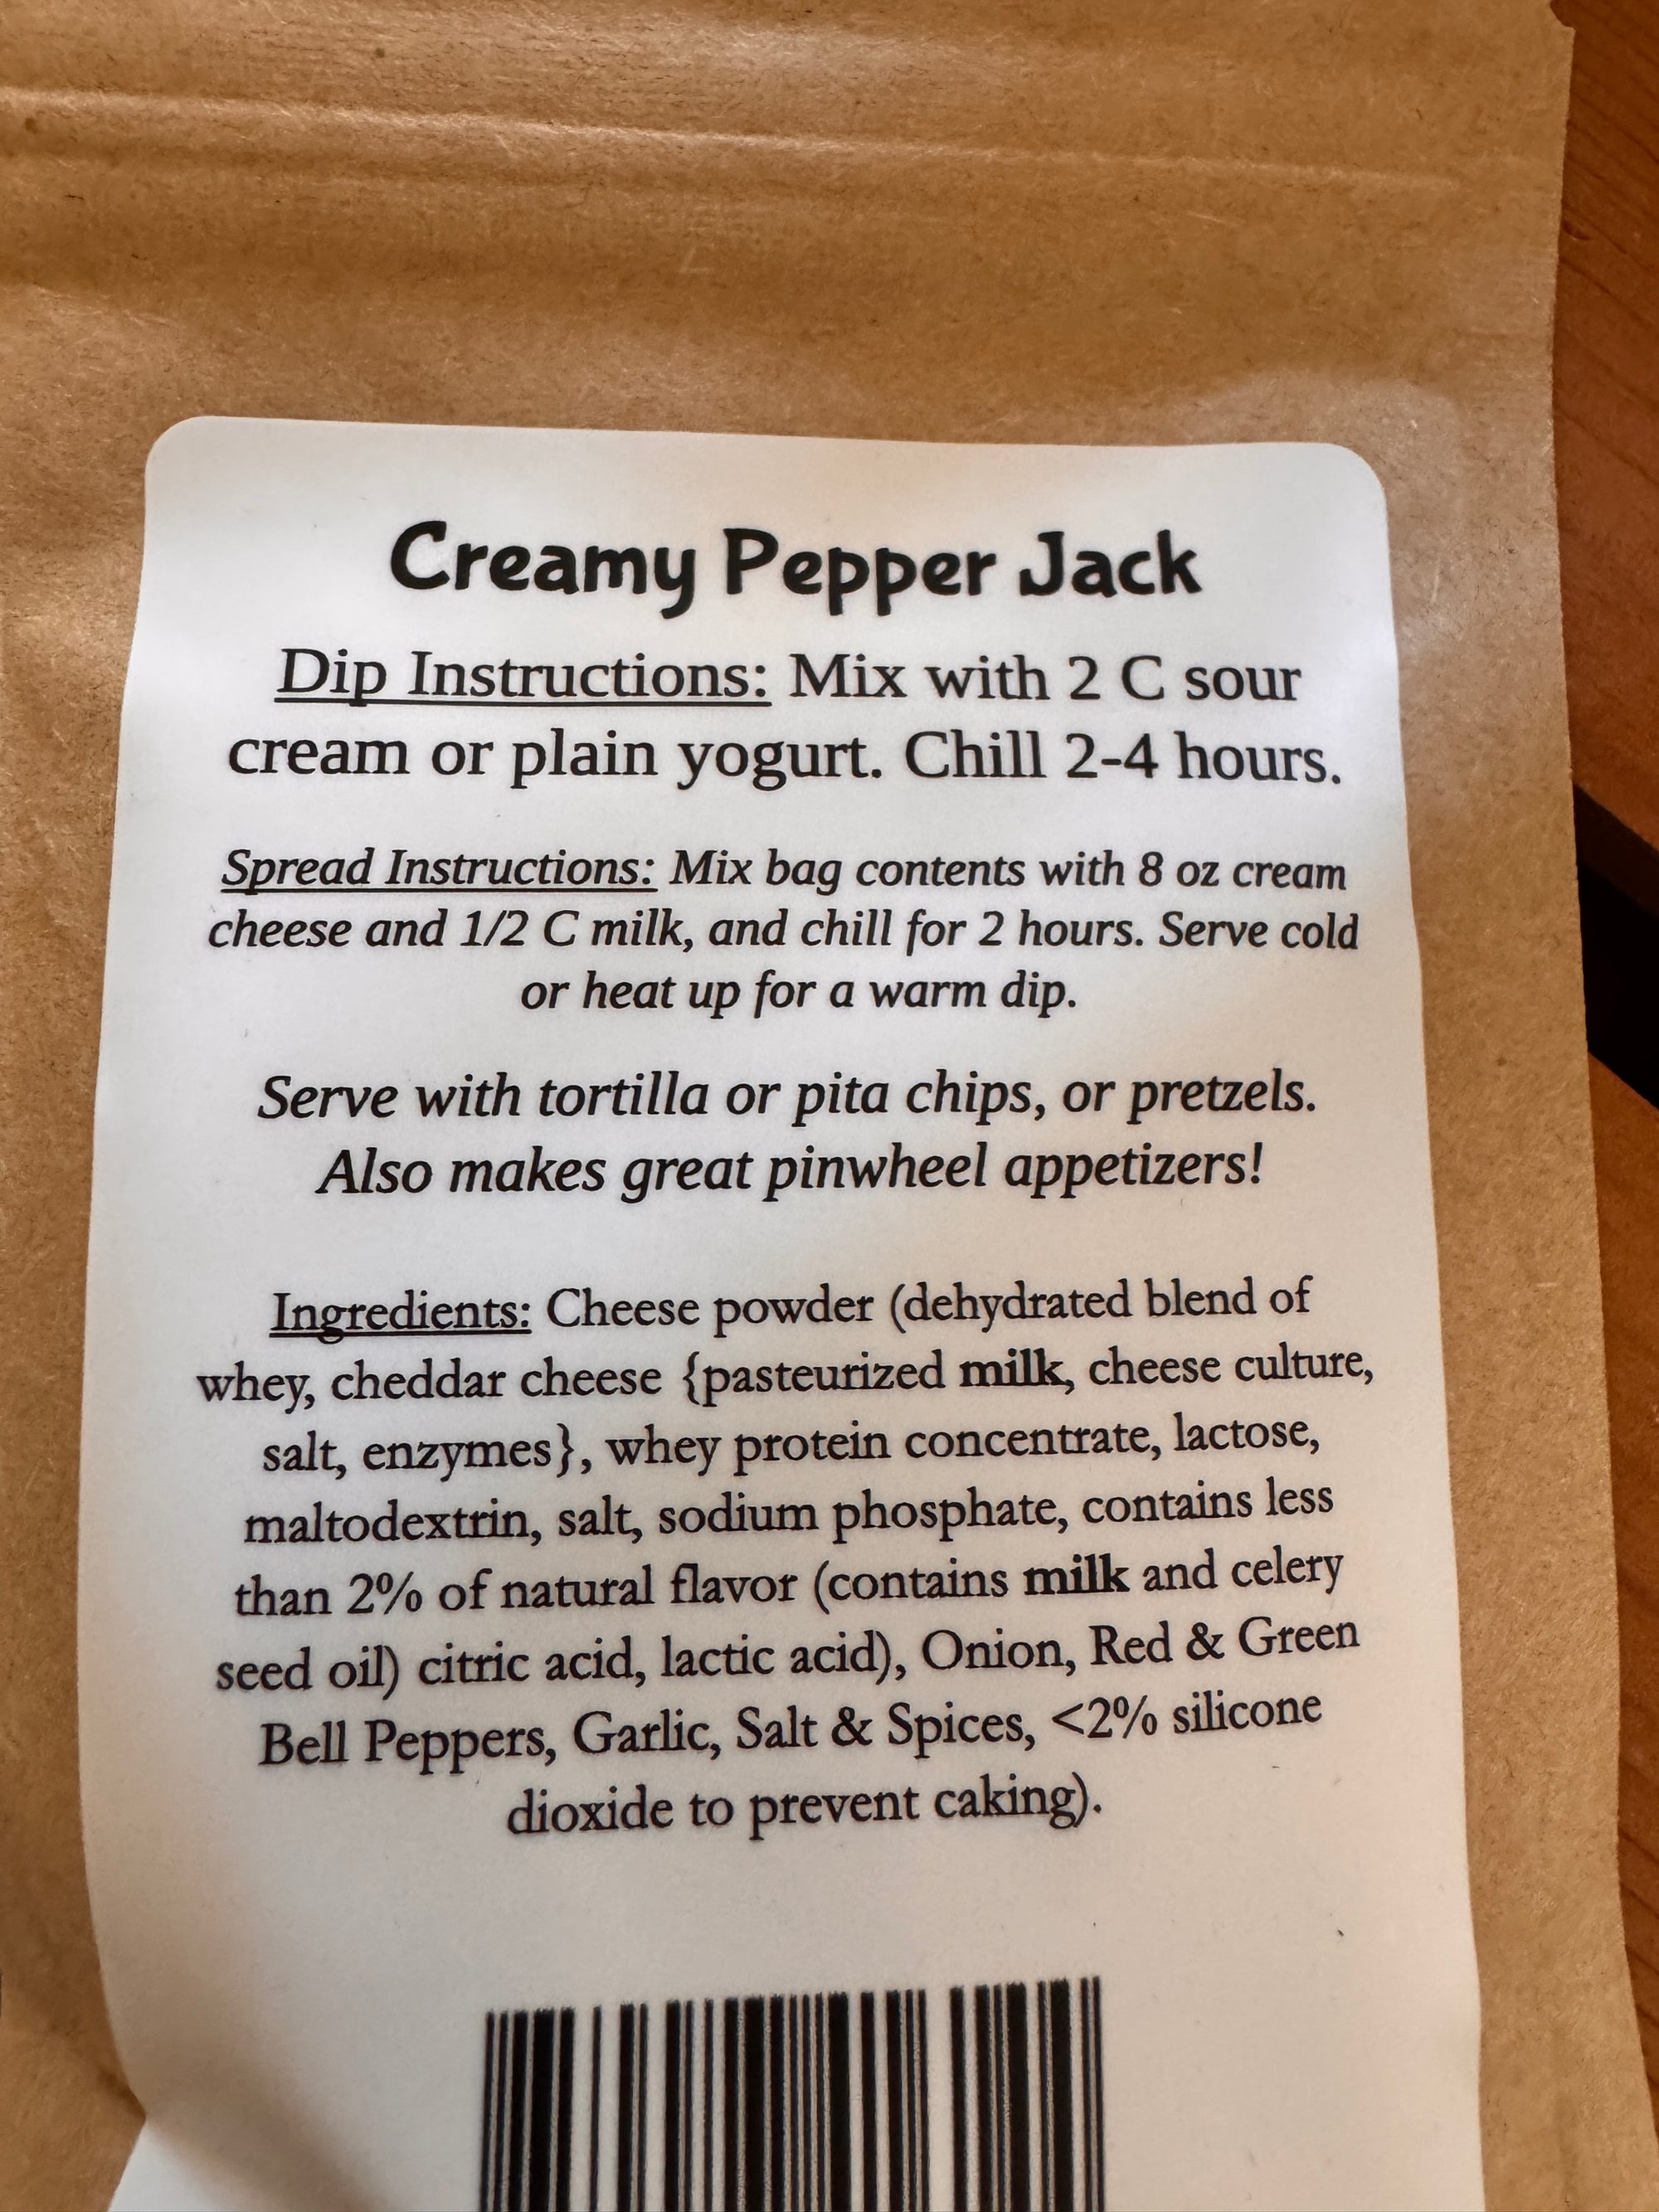 Creamy Pepper Jack
Dip Instructions: Mix with 2 C sour
cream or plain yogurt. Chill 2-4 hours.
Spread Instructions: Mix bag contents with 8 oz cream
cheese and 1/2 C milk, and chill for 2 hours. Serve cold
or heat up for a warm dip.
Serve with tortilla or pita chips, or pretzels.
Also makes great pinwheel appetizers!
Ingredients: Cheese powder (dehydrated blend of
whey, cheddar cheese {pasteurized milk, cheese culture,
salt, enzymes}, whey protein concentrate, lactose,
maltodextrin, salt, sodium phosphate, contains less
than 2% of natural flavor (contains milk and celery
seed oil) citric acid, lactic acid), Onion, Red & Green
Bell Peppers, Garlic, Salt & Spices, <2% silicone
dioxide to prevent caking).